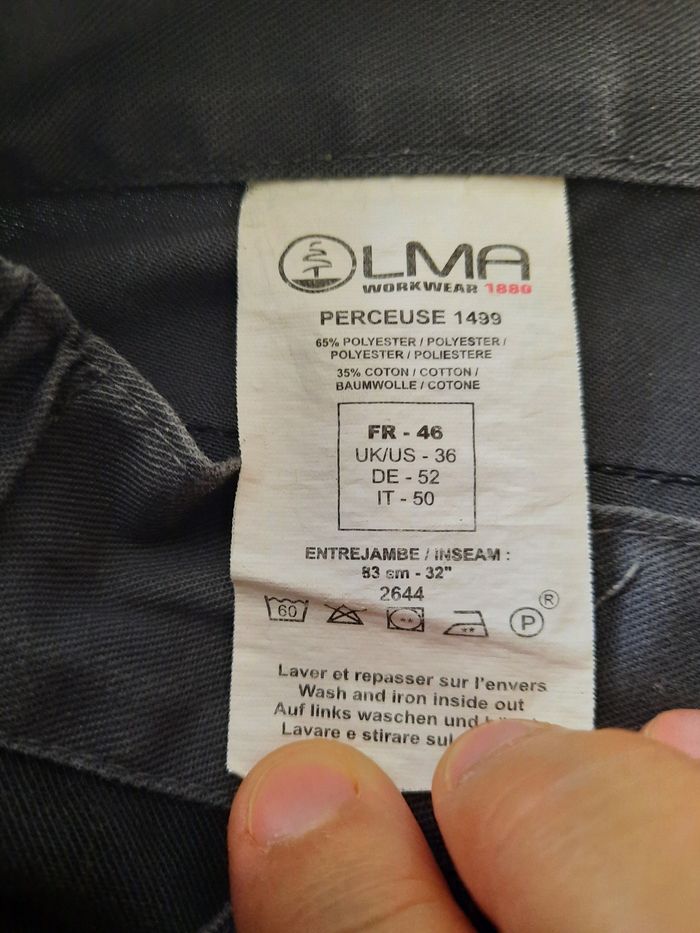 LMA
WORKWEAR 1889
PERCEUSE 1499
65% POLYESTER / POLYESTER /
POLYESTER / POLIESTERE
35% COTON / COTTON /
BAUMWOLLE / COTONE
FR - 46
UK/US - 36
DE - 52
IT - 50
ENTREJAMBE / INSEAM :
83 cm - 32"
2644
60
P ®
Laver et repasser sur l'envers
Wash and iron inside out
Auf links waschen und
Lavare e stirare sul